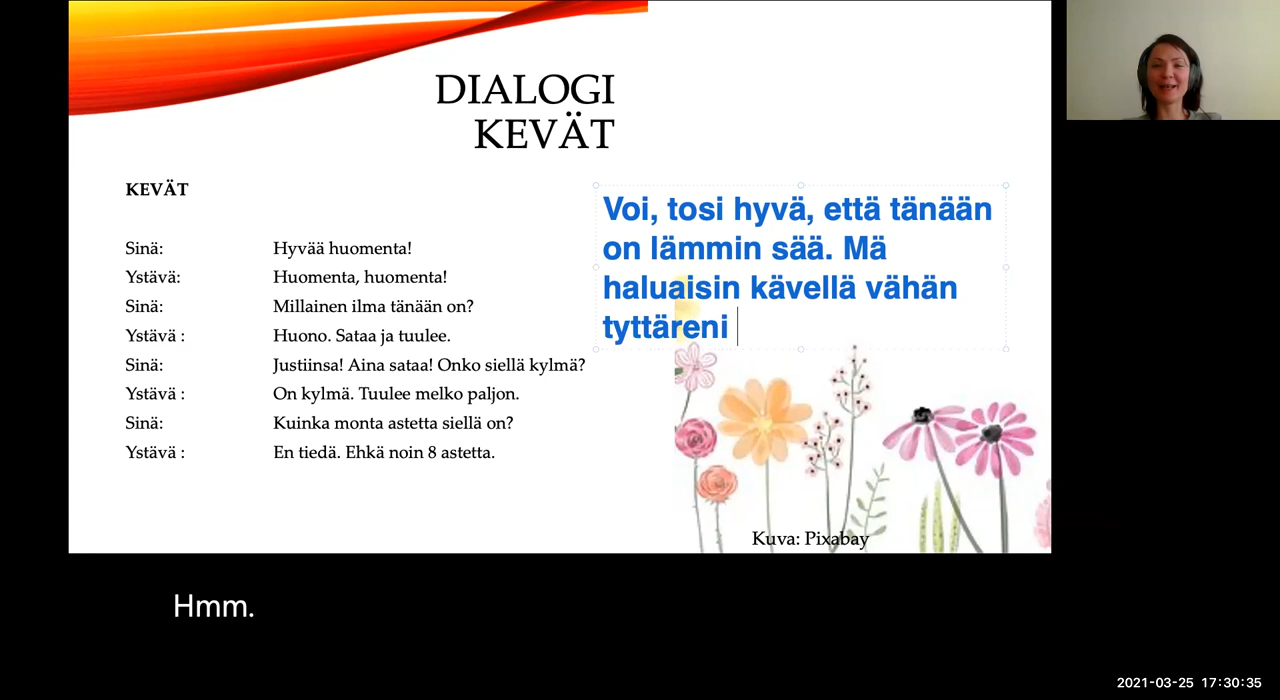 DIALOGI
KEVÄT
KEVÄT
Sinä: Hyvää huomenta!
Ystävä: Huomenta, huomenta!
Sinä: Millainen ilma tänään on?
Ystävä : Huono. Sataa ja tuulee.
Sinä: Justiinsa! Aina sataa! Onko siellä kylmä?
Ystävä : On kylmä. Tuulee melko paljon.
Sinä: Kuinka monta astetta siellä on?
Ystävä : En tiedä. Ehkä noin 8 astetta.
Voi, tosi hyvä, että tänään
on lämmin sää. Mä
haluaisin kävellä vähän
tyttäreni
Kuva: Pixabay
Hmm.
2021-03-25 17:30:35